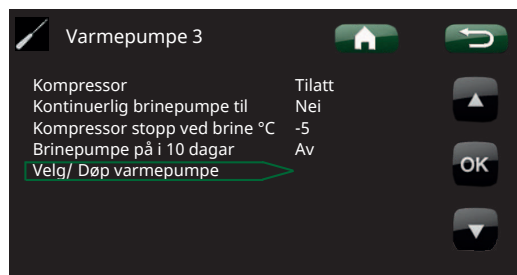 Varmepumpe 3
Kompressor Tilatt
Kontinuerlig brinepumpe til Nei
Kompressor stopp ved brine °C -5
Brinepumpe på i 10 dagar Av
Velg/ Døp varmepumpe
OK